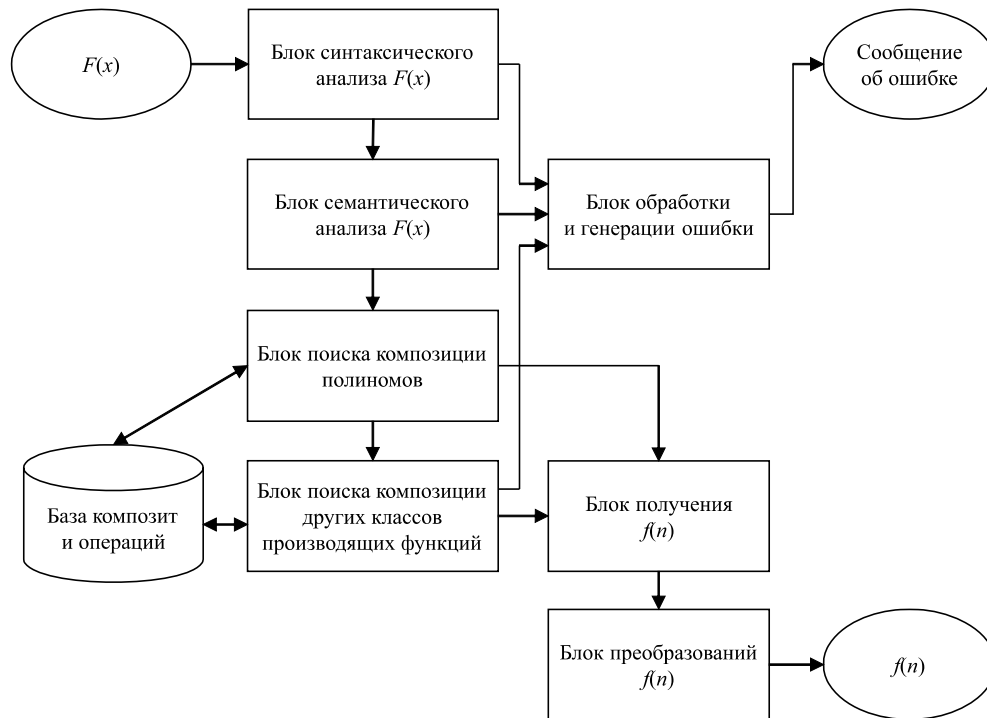 F(x)
Блок синтаксического
анализа F(x)
Сообщение
об ошибке
Блок семантического
анализа F(x)
Блок обработки
и генерации ошибки
Блок поиска композиции
полиномов
База композит
и операций
Блок поиска композиции
других классов
производящих функций
Блок получения
f(n)
Блок преобразований
f(n)
f(n)